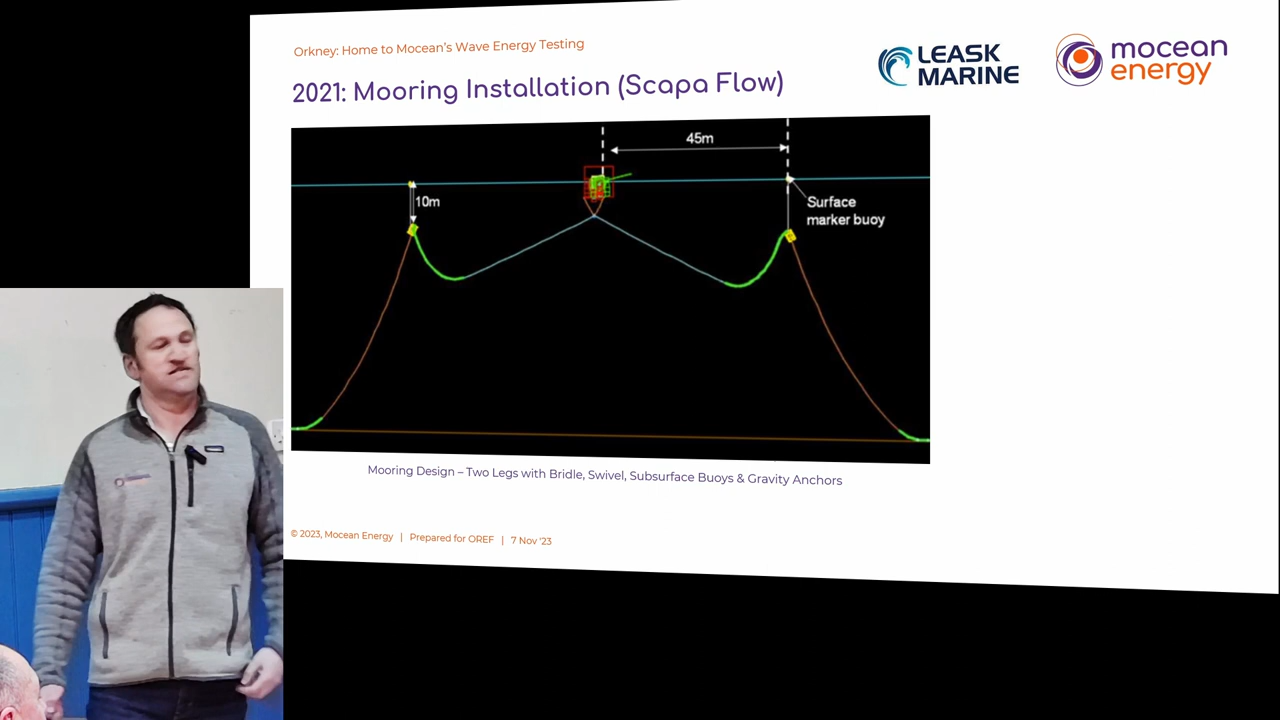 Orkney: Home to Mocean's Wave Energy Testing
2021: Mooring Installation (Scapa Flow)
LEASK
MARINE
mocean
energy
45m
10m
Surface
marker buoy
Mooring Design – Two Legs with Bridle, Swivel, Subsurface Buoys & Gravity Anchors
© 2023, Mocean Energy | Prepared for OREF | 7 Nov '23